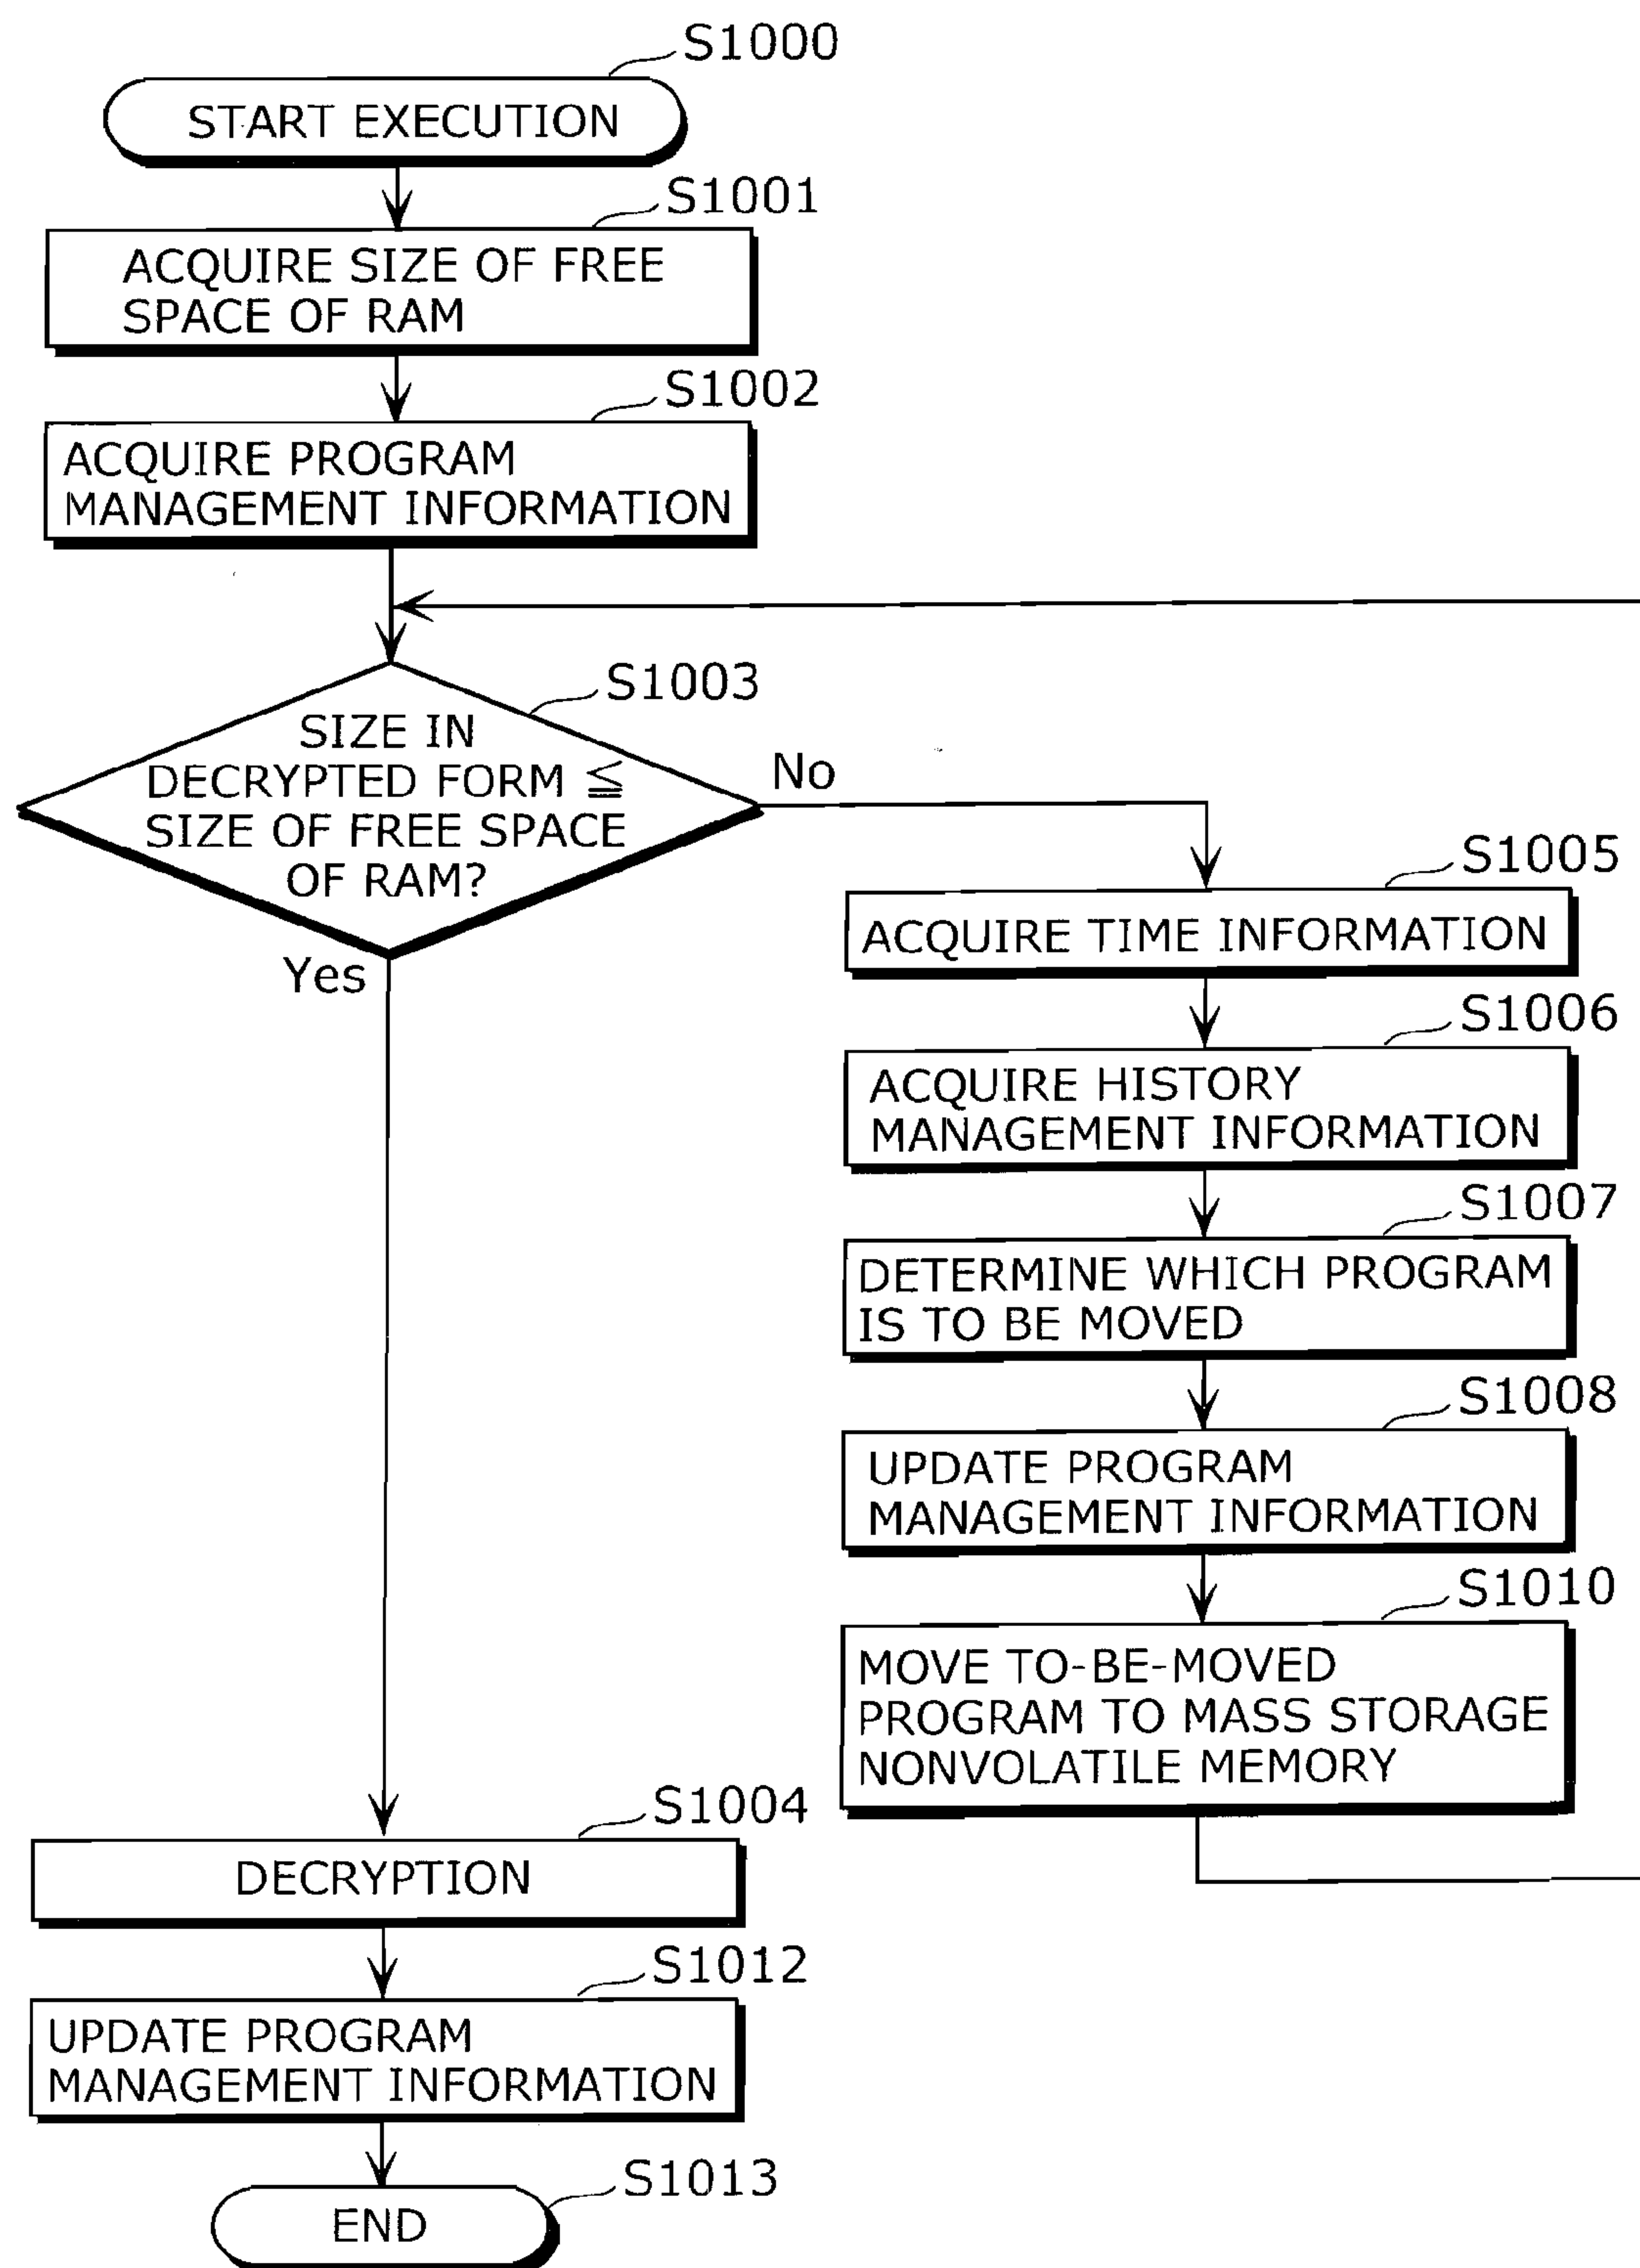 S1000
START EXECUTION
S1001
ACQUIRE SIZE OF FREE
SPACE OF RAM
S1002
ACQUIRE PROGRAM
MANAGEMENT INFORMATION
S1003
SIZE IN
DECRYPTED FORM ≦
SIZE OF FREE SPACE
OF RAM?
No
Yes
S1005
ACQUIRE TIME INFORMATION
S1006
ACQUIRE HISTORY
MANAGEMENT INFORMATION
S1007
DETERMINE WHICH PROGRAM
IS TO BE MOVED
S1008
UPDATE PROGRAM
MANAGEMENT INFORMATION
S1010
MOVE TO-BE-MOVED
PROGRAM TO MASS STORAGE
NONVOLATILE MEMORY
S1004
DECRYPTION
S1012
UPDATE PROGRAM
MANAGEMENT INFORMATION
S1013
END